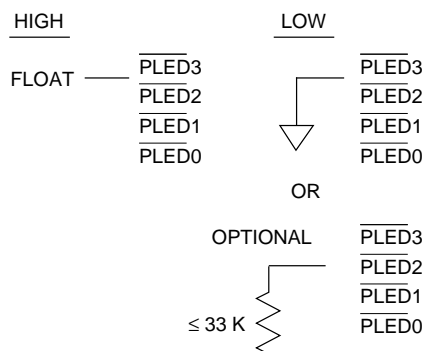 HIGH
FLOAT
PLED3
PLED2
PLED1
PLED0
LOW
PLED3
PLED2
PLED1
PLED0
OR
OPTIONAL
≤ 33 K
PLED3
PLED2
PLED1
PLED0